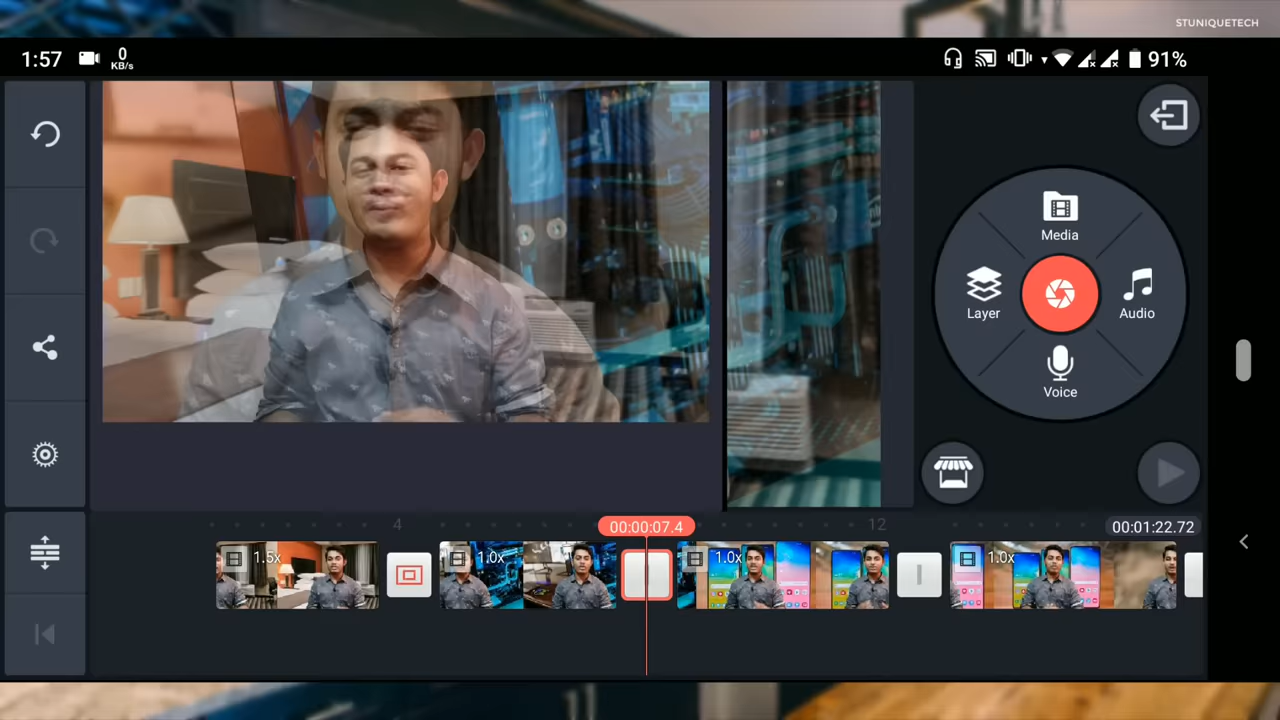 STUNIQUETECH
1:57
0
KB/s
91%
Media
Layer
Audio
Voice
4
00:00:07.4
12
00:01:22.72
1.5x
1.0x
1.0x
1.0x